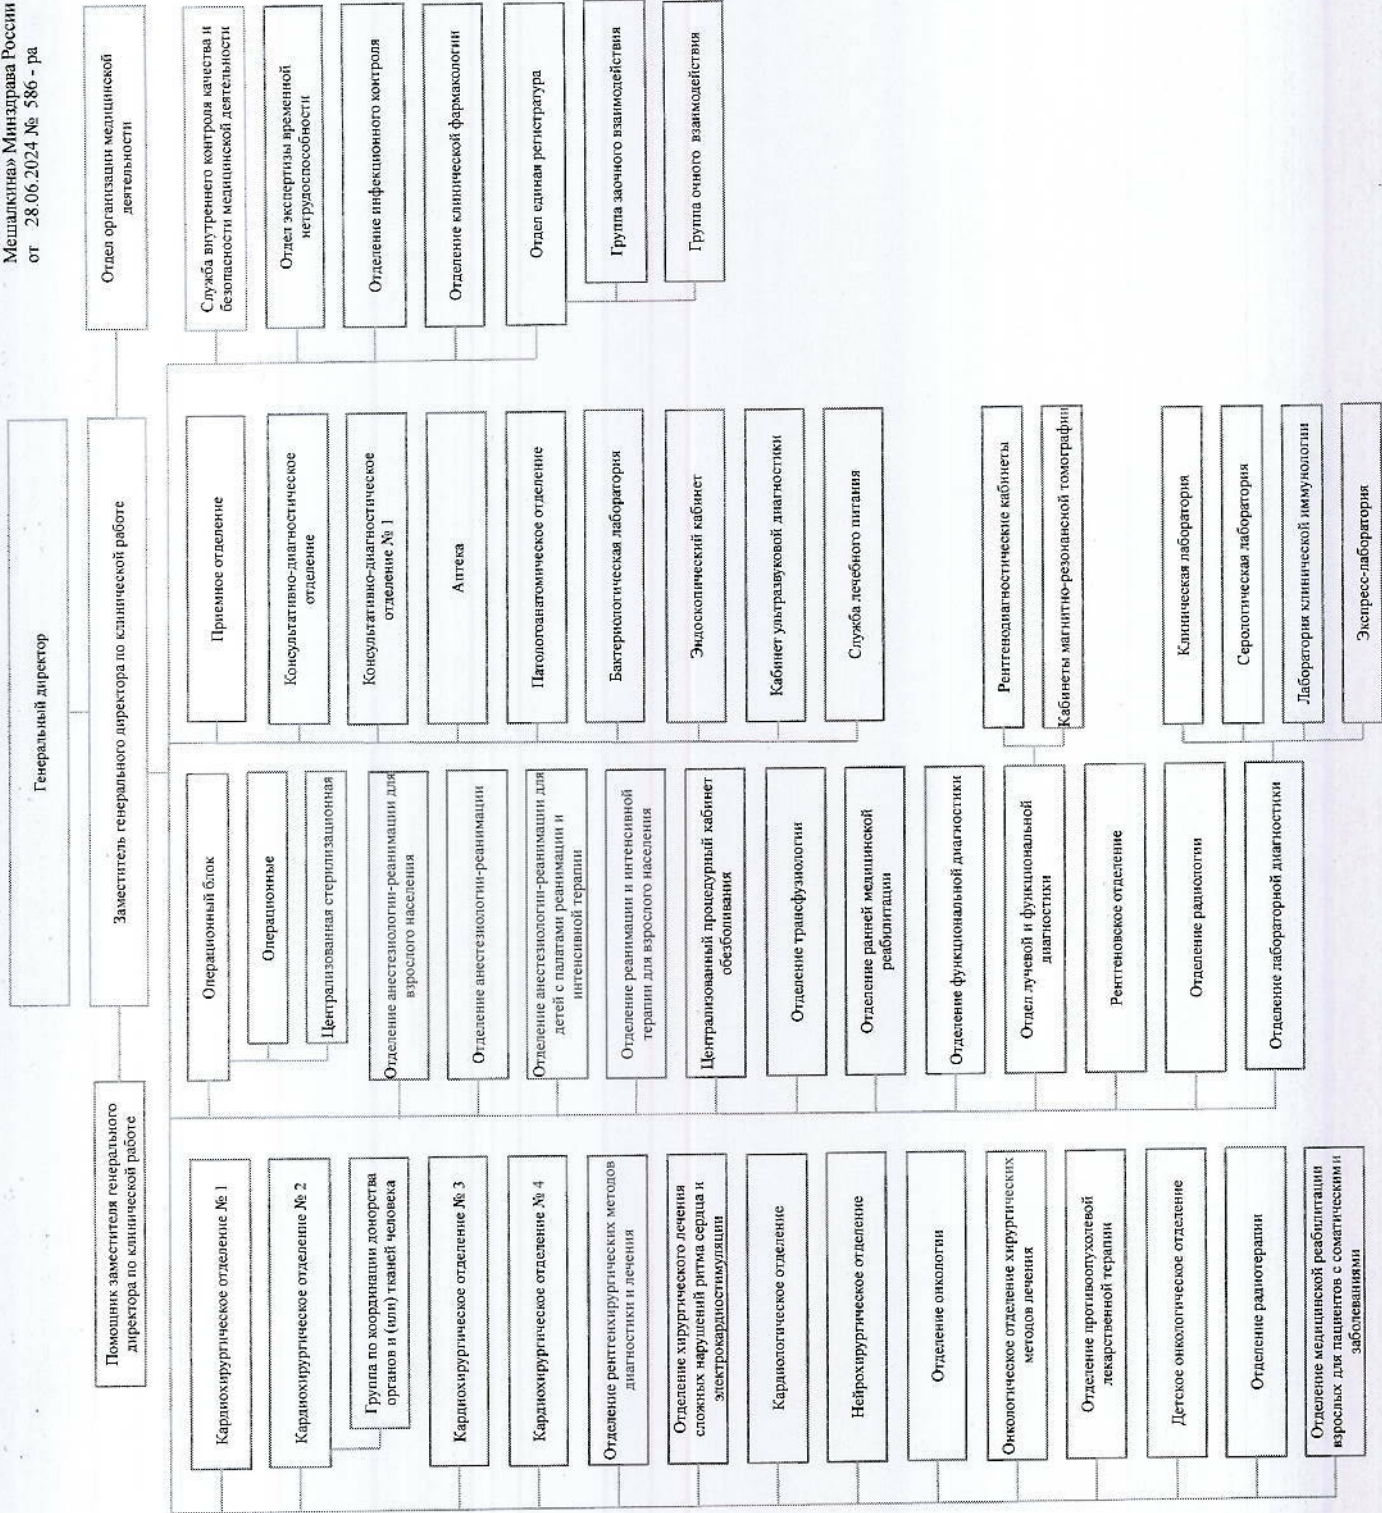 Мешалкина» Минздрава России
от 28.06.2024 № 586 - ра
Генеральный директор
Помощник заместителя генерального
директора по клинической работе
Заместитель генерального директора по клинической работе
Отдел организации медицинской
деятельности
Кардиохирургическое отделение № 1
Кардиохирургическое отделение № 2
Группа по координации донорства
органов и (или) тканей человека
Кардиохирургическое отделение № 3
Кардиохирургическое отделение № 4
Отделение рентгенхирургических методов
диагностики и лечения
Отделение хирургического лечения
сложных нарушений ритма сердца и
электрокардиостимуляции
Кардиологическое отделение
Нейрохирургическое отделение
Отделение онкологии
Онкологическое отделение хирургических
методов лечения
Отделение противоопухолевой
лекарственной терапии
Детское онкологическое отделение
Отделение радиотерапии
Отделение медицинской реабилитации
взрослых для пациентов с соматическими
заболеваниями
Операционный блок
Операционные
Централизованная стерилизационная
Отделение анестезиологии-реанимации для
взрослого населения
Отделение анестезиологии-реанимации
Отделение анестезиологии-реанимации для
детей с палатами реанимации и
интенсивной терапии
Отделение реанимации и интенсивной
терапии для взрослого населения
Централизованный процедурный кабинет
обезболивания
Отделение трансфузиологии
Отделение ранней медицинской
реабилитации
Отделение функциональной диагностики
Отдел лучевой и функциональной
диагностики
Рентгеновское отделение
Отделение радиологии
Отделение лабораторной диагностики
Приемное отделение
Консультативно-диагностическое
отделение
Консультативно-диагностическое
отделение № 1
Аптека
Патологоанатомическое отделение
Бактериологическая лаборатория
Эндоскопический кабинет
Кабинет ультразвуковой диагностики
Служба лечебного питания
Рентгенодиагностические кабинеты
Кабинеты магнитно-резонансной томографии
Клиническая лаборатория
Серологическая лаборатория
Лаборатория клинической иммунологии
Экспресс-лаборатория
Служба внутреннего контроля качества и
безопасности медицинской деятельности
Отдел экспертизы временной
нетрудоспособности
Отделение инфекционного контроля
Отделение клинической фармакологии
Отдел единая регистратура
Группа заочного взаимодействия
Группа очного взаимодействия